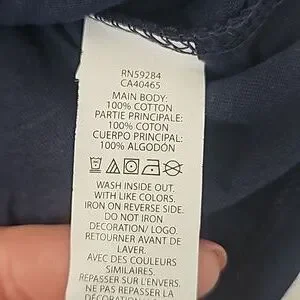 RN59284
CA40465
MAIN BODY:
100% COTTON
PARTIE PRINCIPALE:
100% COTON
CUERPO PRINCIPAL:
100% ALGODÓN
WASH INSIDE OUT.
WITH LIKE COLORS.
IRON ON REVERSE SIDE.
DO NOT IRON
DECORATION/ LOGO.
RETOURNER AVANT DE
LAVER.
AVEC DES COULEURS
SIMILAIRES.
REPASSER SUR L'ENVERS.
NE PAS REPASSER LA